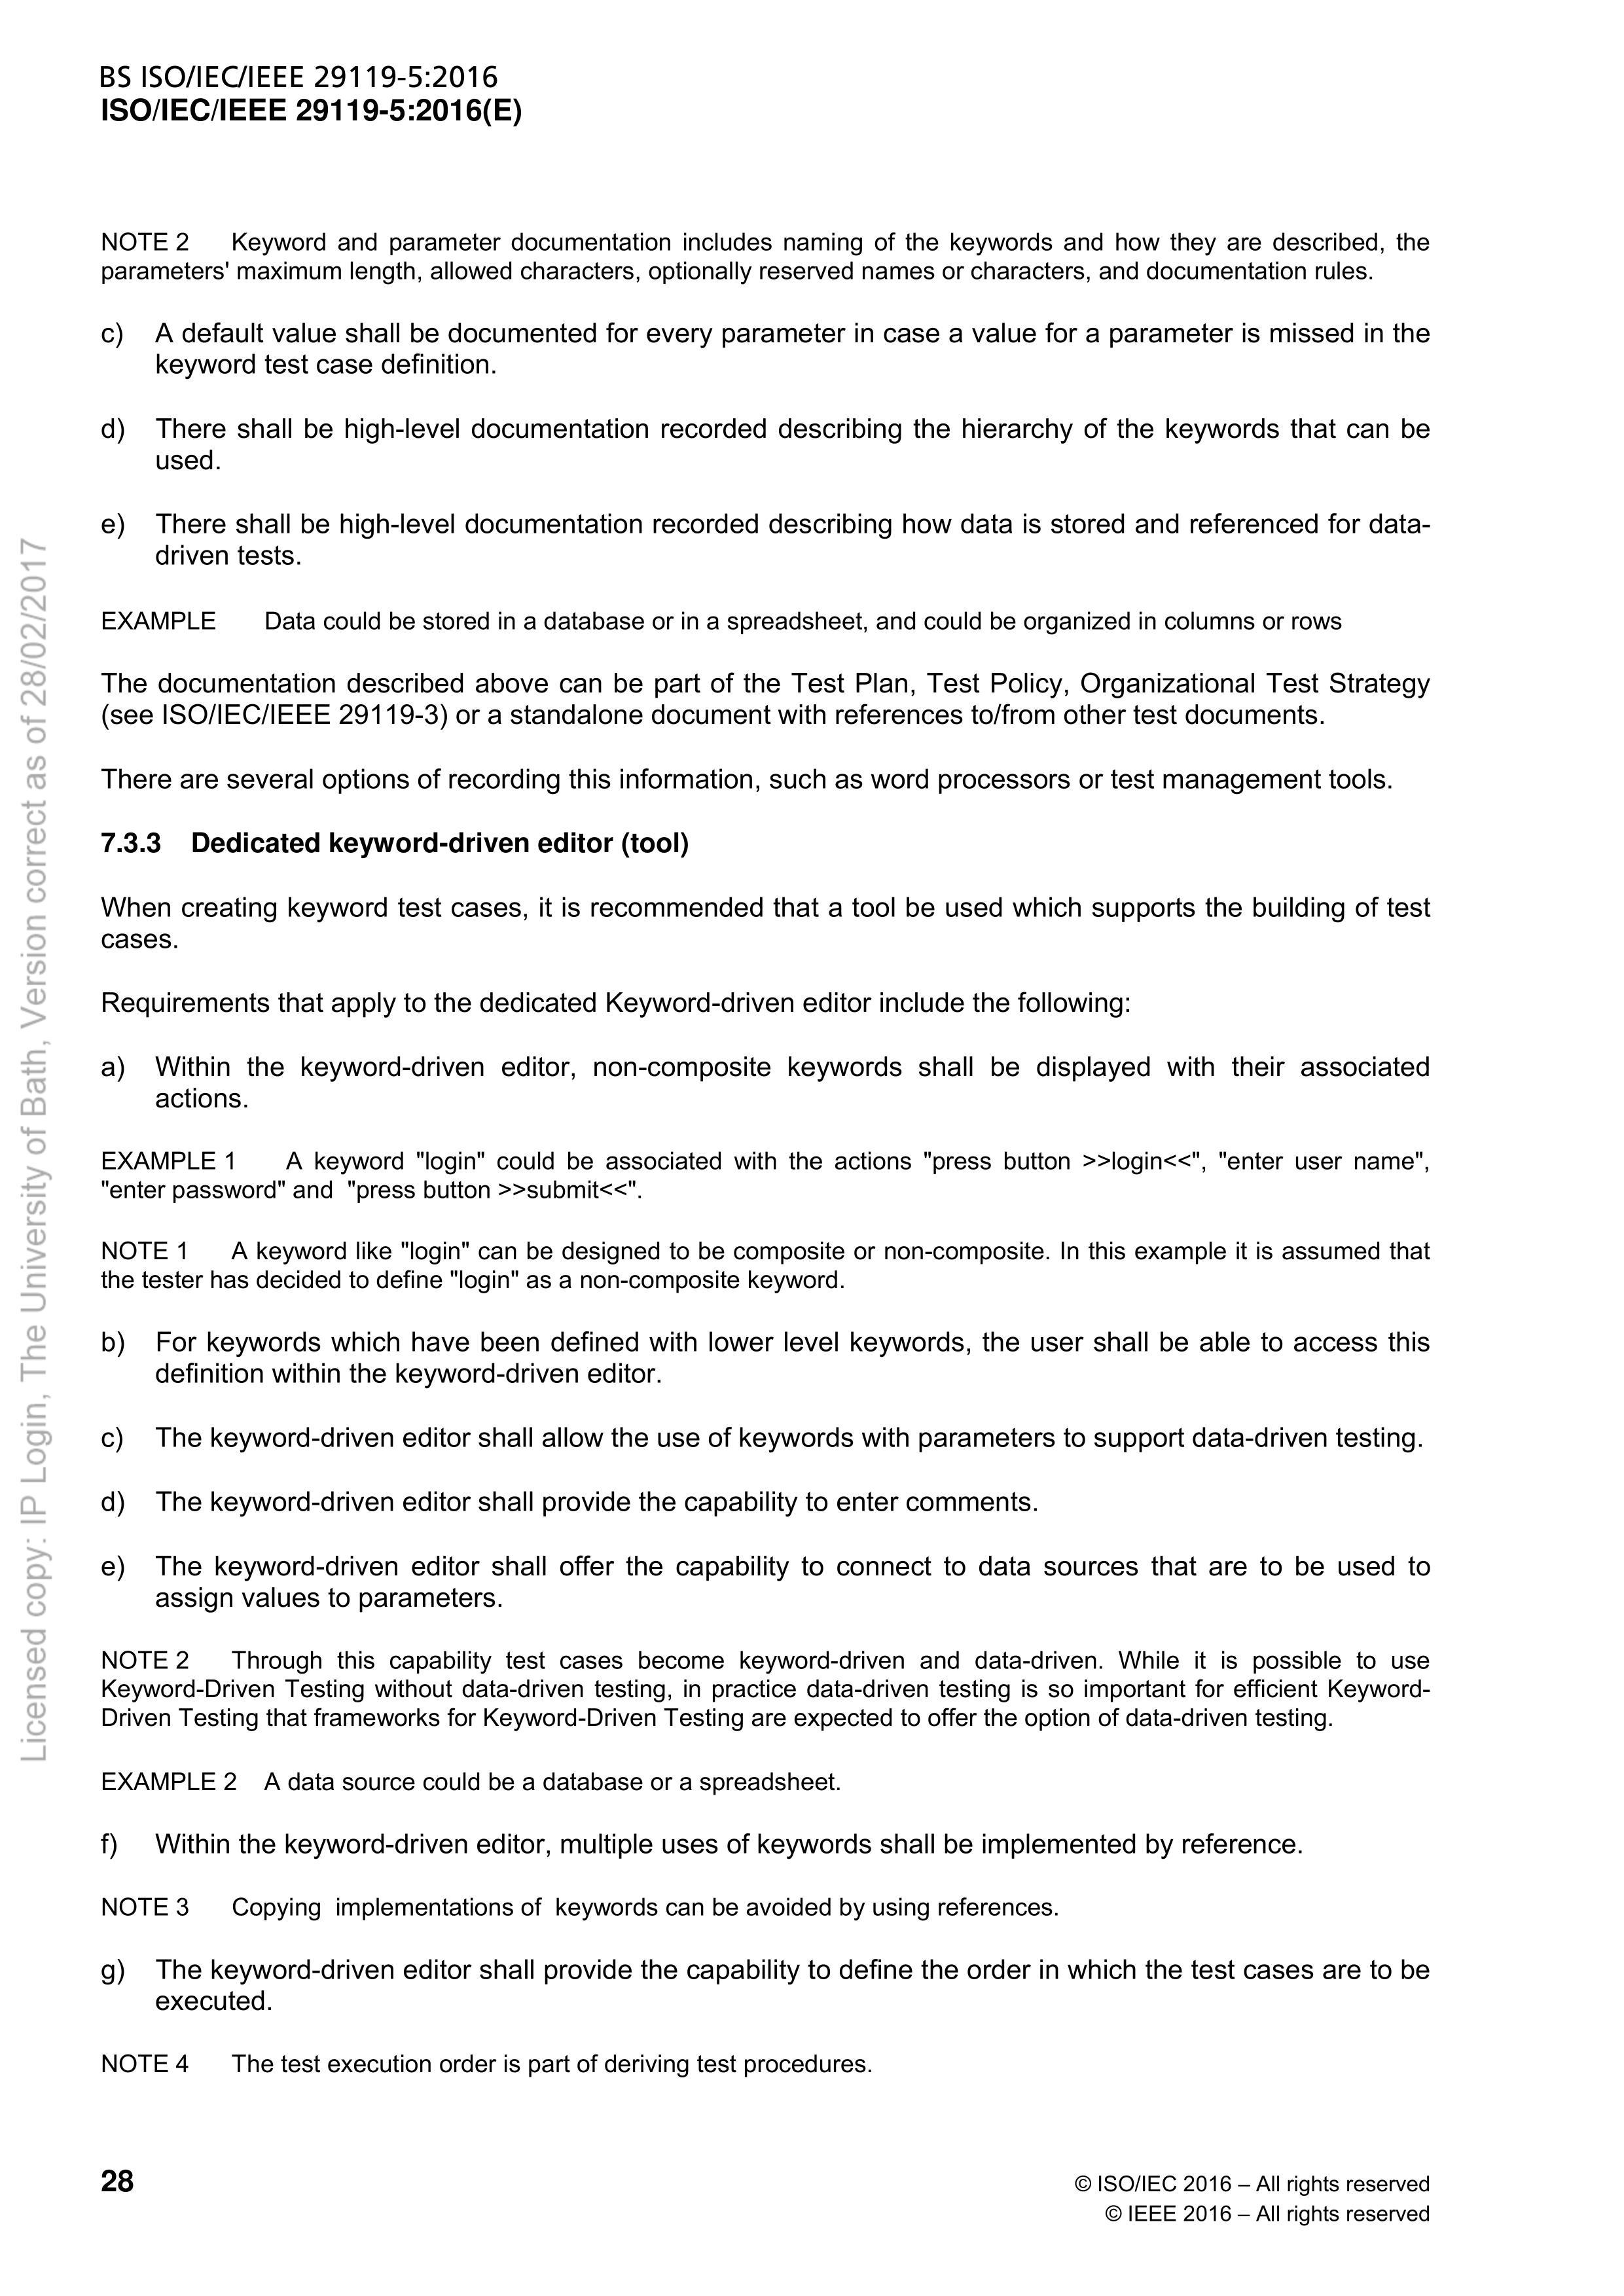 BS ISO/IEC/IEEE 29119-5:2016
ISO/IEC/IEEE 29119-5:2016(E)
NOTE 2 Keyword and parameter documentation includes naming of the keywords and how they are described, the
parameters' maximum length, allowed characters, optionally reserved names or characters, and documentation rules.
c) A default value shall be documented for every parameter in case a value for a parameter is missed in the
keyword test case definition.
d) There shall be high-level documentation recorded describing the hierarchy of the keywords that can be
used.
e) There shall be high-level documentation recorded describing how data is stored and referenced for data-
driven tests.
EXAMPLE Data could be stored in a database or in a spreadsheet, and could be organized in columns or rows
The documentation described above can be part of the Test Plan, Test Policy, Organizational Test Strategy
(see ISO/IEC/IEEE 29119-3) or a standalone document with references to/from other test documents.
There are several options of recording this information, such as word processors or test management tools.
7.3.3 Dedicated keyword-driven editor (tool)
When creating keyword test cases, it is recommended that a tool be used which supports the building of test
cases.
Requirements that apply to the dedicated Keyword-driven editor include the following:
a) Within the keyword-driven editor, non-composite keywords shall be displayed with their associated
actions.
EXAMPLE 1 A keyword "login" could be associated with the actions "press button >>login<<", "enter user name",
"enter password" and "press button >>submit<<".
NOTE 1 A keyword like "login" can be designed to be composite or non-composite. In this example it is assumed that
the tester has decided to define "login" as a non-composite keyword.
b) For keywords which have been defined with lower level keywords, the user shall be able to access this
definition within the keyword-driven editor.
c) The keyword-driven editor shall allow the use of keywords with parameters to support data-driven testing.
d) The keyword-driven editor shall provide the capability to enter comments.
e) The keyword-driven editor shall offer the capability to connect to data sources that are to be used to
assign values to parameters.
NOTE 2 Through this capability test cases become keyword-driven and data-driven. While it is possible to use
Keyword-Driven Testing without data-driven testing, in practice data-driven testing is so important for efficient Keyword-
Driven Testing that frameworks for Keyword-Driven Testing are expected to offer the option of data-driven testing.
EXAMPLE 2 A data source could be a database or a spreadsheet.
f) Within the keyword-driven editor, multiple uses of keywords shall be implemented by reference.
NOTE 3 Copying implementations of keywords can be avoided by using references.
g) The keyword-driven editor shall provide the capability to define the order in which the test cases are to be
executed.
NOTE 4 The test execution order is part of deriving test procedures.
28
© ISO/IEC 2016 – All rights reserved
© IEEE 2016 – All rights reserved
Licensed copy: IP Login, The University of Bath, Version correct as of 28/02/2017